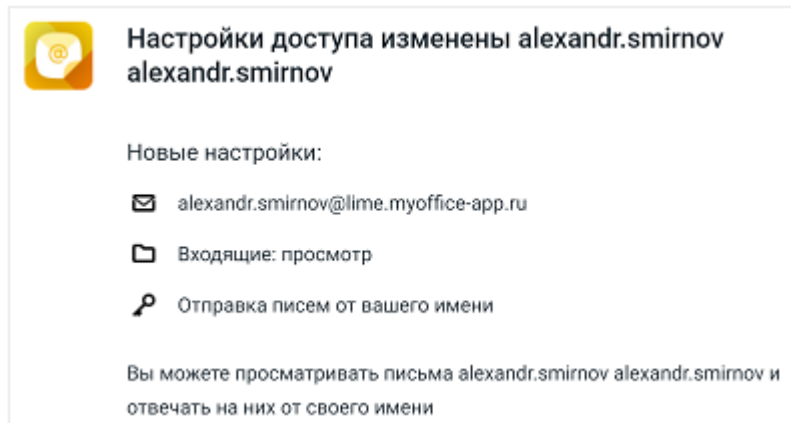 Настройки доступа изменены alexandr.smirnov
alexandr.smirnov
Новые настройки:
alexandr.smirnov@lime.myoffice-app.ru
Входящие: просмотр
Отправка писем от вашего имени
Вы можете просматривать письма alexandr.smirnov alexandr.smirnov и
отвечать на них от своего имени